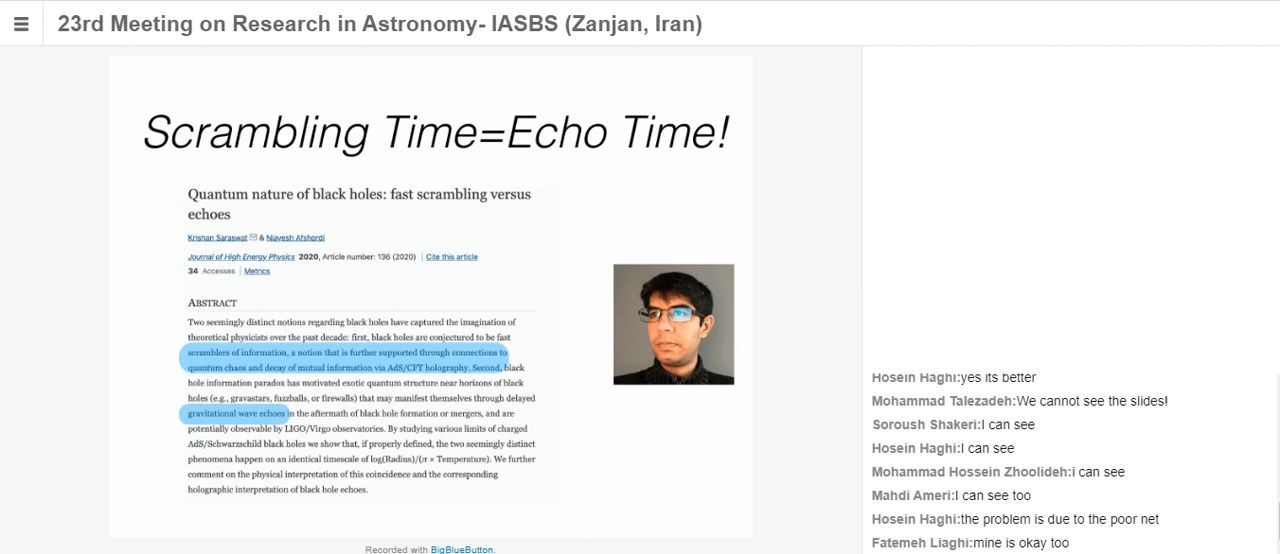 23rd Meeting on Research in Astronomy- IASBS (Zanjan, Iran)
Scrambling Time=Echo Time!
Quantum nature of black holes: fast scrambling versus
echoes
Krishan Saraswat & Niayesh Afshordi
Journal of High Energy Physics 2020, Article number: 136 (2020) | Cite this article
34 Accesses | Metrics
ABSTRACT
Two seemingly distinct notions regarding black holes have captured the imagination of
theoretical physicists over the past decade: first, black holes are conjectured to be fast
scramblers of information, a notion that is further supported through connections to
quantum chaos and decay of mutual information via AdS/CFT holography. Second, black
hole information paradox has motivated exotic quantum structure near horizons of black
holes (e.g., gravastars, fuzzballs, or firewalls) that may manifest themselves through delayed
gravitational wave echoes in the aftermath of black hole formation or mergers, and are
potentially observable by LIGO/Virgo observatories. By studying various limits of charged
AdS/Schwarzschild black holes we show that, if properly defined, the two seemingly distinct
phenomena happen on an identical timescale of log(Radius)/(π × Temperature). We further
comment on the physical interpretation of this coincidence and the corresponding
holographic interpretation of black hole echoes.
Recorded with BigBlueButton.
Hosein Haghi:yes its better
Mohammad Talezadeh:We cannot see the slides!
Soroush Shakeri:I can see
Hosein Haghi:I can see
Mohammad Hossein Zhoolideh:i can see
Mahdi Ameri:I can see too
Hosein Haghi:the problem is due to the poor net
Fatemeh Liaghi:mine is okay too